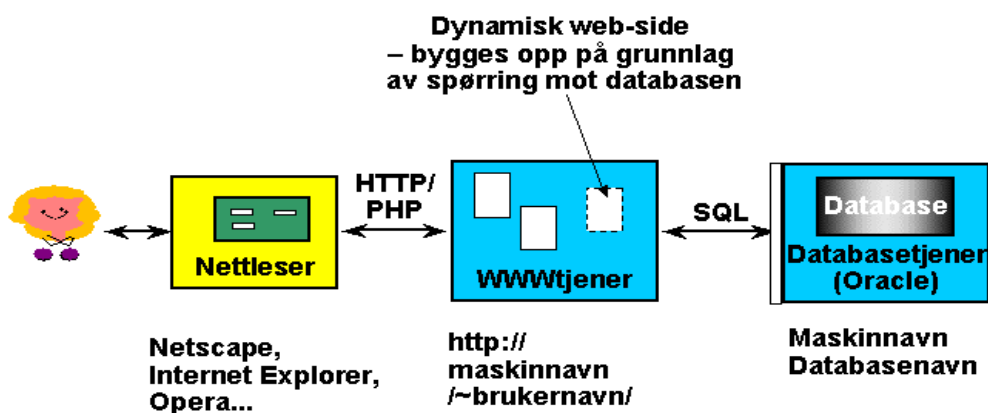 Dynamisk web-side
– bygges opp på grunnlag
av spørring mot databasen
HTTP/
PHP
SQL
Database
Nettleser
WWWtjener
Databasetjener
(Oracle)
Netscape,
Internet Explorer,
Opera...
http://
maskinnavn
/~brukernavn/
Maskinnavn
Databasenavn